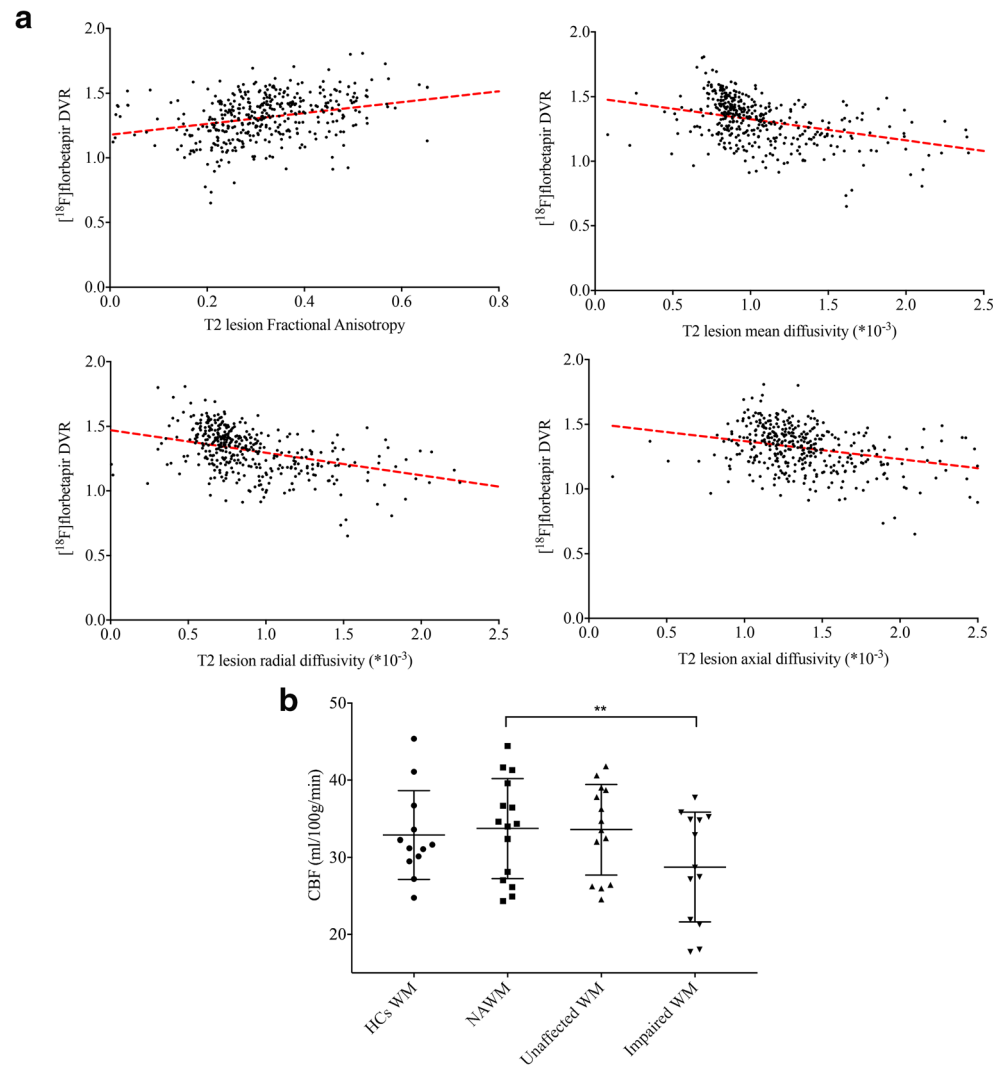 a
2.0
1.5
1.0
0.5
0.0
[18F]florbetapir DVR
0.0 0.2 0.4 0.6 0.8
T2 lesion Fractional Anisotropy
2.0
1.5
1.0
0.5
0.0
[18F]florbetapir DVR
0.0 0.5 1.0 1.5 2.0 2.5
T2 lesion mean diffusivity (*10-3)
2.0
1.5
1.0
0.5
0.0
[18F]florbetapir DVR
0.0 0.5 1.0 1.5 2.0 2.5
T2 lesion radial diffusivity (*10-3)
2.0
1.5
1.0
0.5
0.0
[18F]florbetapir DVR
0.0 0.5 1.0 1.5 2.0 2.5
T2 lesion axial diffusivity (*10-3)
b
50
40
30
20
CBF (ml/100g/min)
**
HCs WM
NAWM
Unaffected WM
Impaired WM